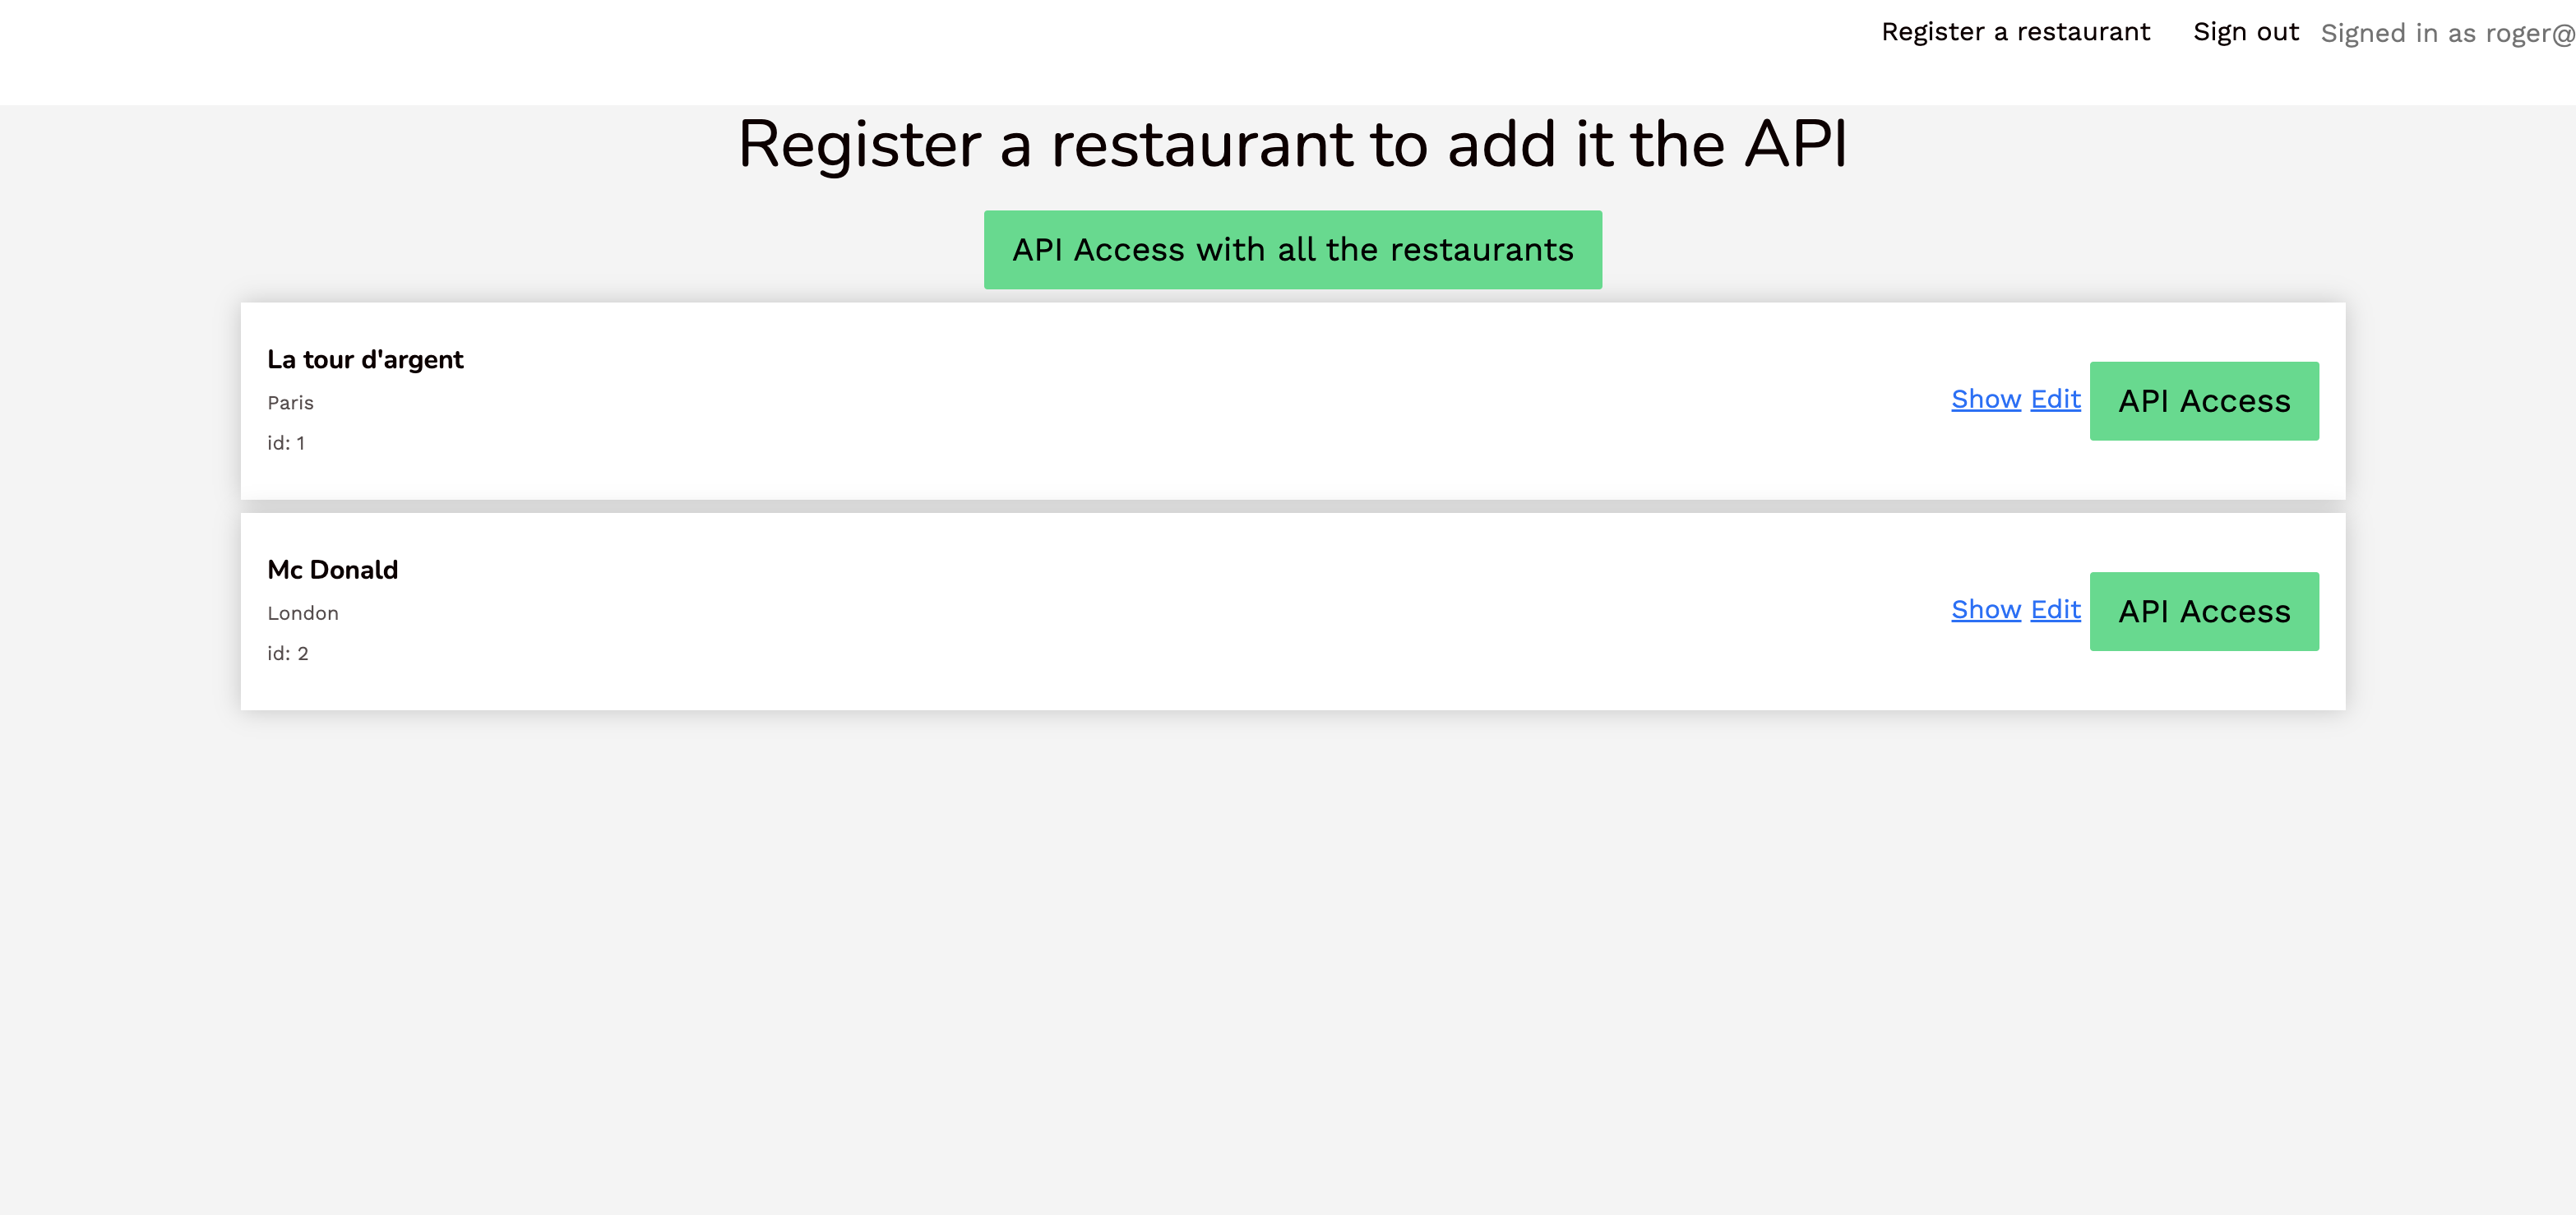 Register a restaurant Sign out Signed in as roger@
Register a restaurant to add it the API
API Access with all the restaurants
La tour d'argent
Paris
id: 1
Show Edit API Access
Mc Donald
London
id: 2
Show Edit API Access